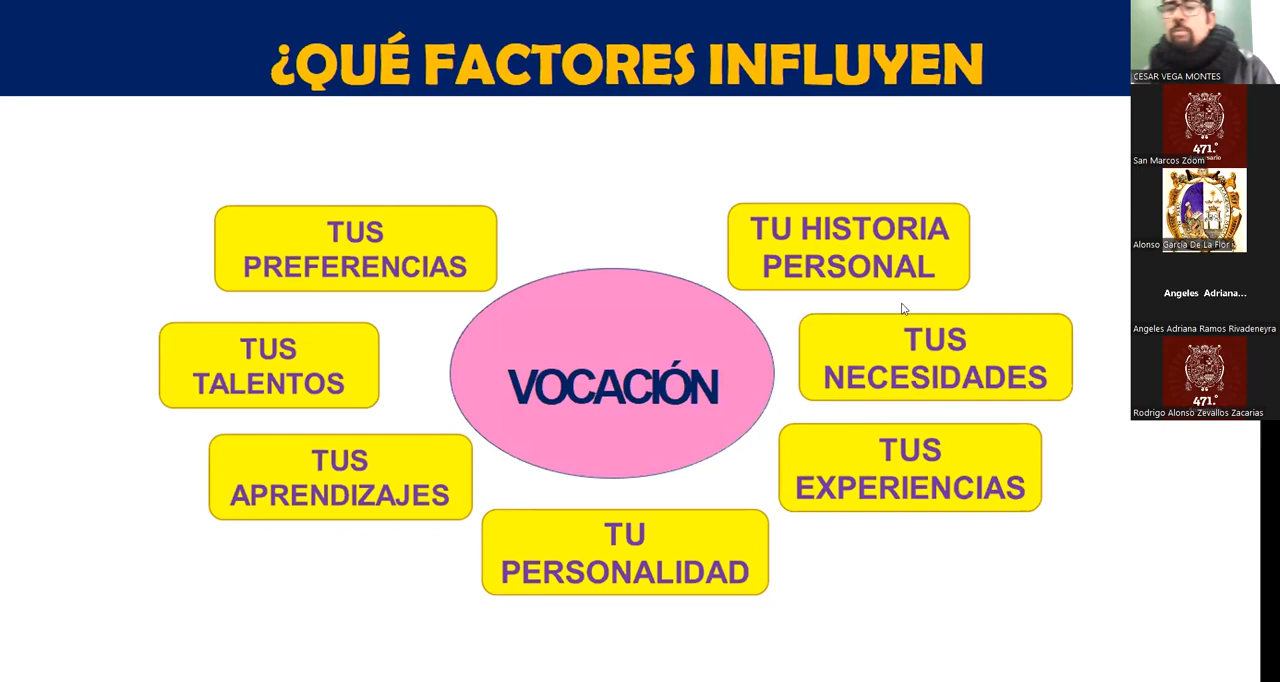 ¿QUÉ FACTORES INFLUYEN
TUS
PREFERENCIAS
TU HISTORIA
PERSONAL
TUS
TALENTOS
VOCACIÓN
TUS
NECESIDADES
TUS
APRENDIZAJES
TUS
EXPERIENCIAS
TU
PERSONALIDAD
CESAR VEGA MONTES
471.°
San Marcos Zoom
Alonso García De La Flor
Angeles Adriana...
Angeles Adriana Ramos Rivadeneyra
471.°
Rodrigo Alonso Zevallos Zacarias